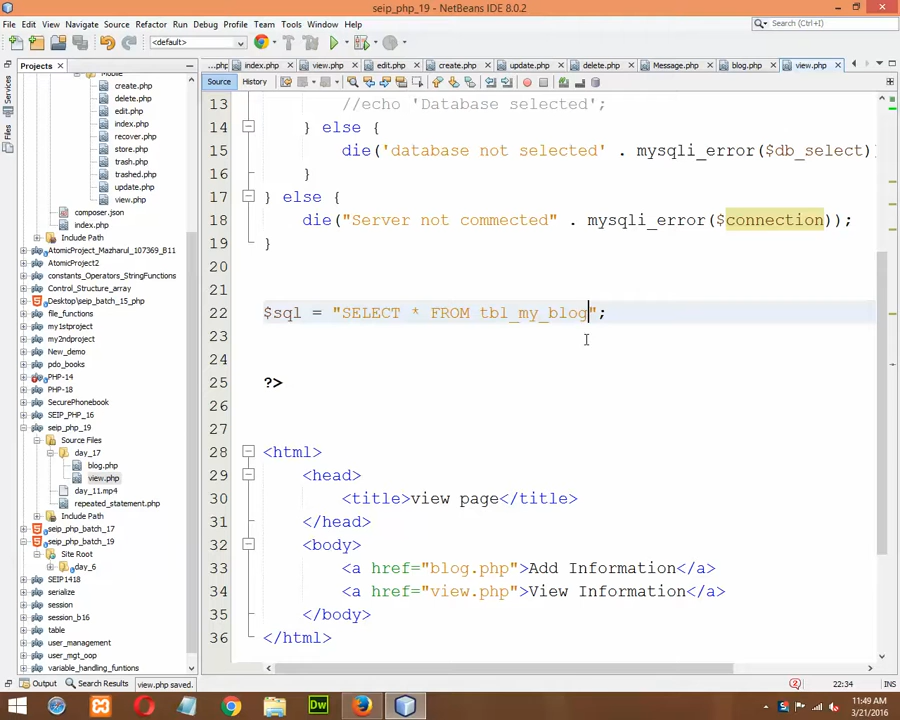 seip_php_19 - NetBeans IDE 8.0.2
File Edit View Navigate Source Refactor Run Debug Profile Team Tools Window Help
Search (Ctrl+I)
<default>
Projects
...php index.php view.php edit.php create.php update.php delete.php Message.php blog.php view.php
Source History
Services
Files
Mobile
create.php
delete.php
edit.php
index.php
recover.php
store.php
trash.php
trashed.php
update.php
view.php
composer.json
index.php
Include Path
AtomicProject_Mazharul_107369_B11
AtomicProject2
constants_Operators_StringFunctions
Control_Structure_array
Desktop\seip_batch_15_php
file_functions
my1stproject
my2ndproject
New_demo
pdo_books
PHP-14
PHP-18
SecurePhonebook
SEIP_PHP_16
seip_php_19
Source Files
day_17
blog.php
view.php
day_11.mp4
repeated_statement.php
Include Path
seip_php_batch_17
seip_php_batch_19
Site Root
day_6
SEIP1418
serialize
session
session_b16
table
user_management
user_mgt_oop
variable_handling_funtions
13 //echo 'Database selected';
14 } else {
15 die('database not selected' . mysqli_error($db_select)
16 }
17 } else {
18 die("Server not commected" . mysqli_error($connection));
19 }
20
21
22 $sql = "SELECT * FROM tbl_my_blog";
23
24
25 ?>
26
27
28 <html>
29 <head>
30 <title>view page</title>
31 </head>
32 <body>
33 <a href="blog.php">Add Information</a>
34 <a href="view.php">View Information</a>
35 </body>
36 </html>
Output Search Results view.php saved. 22:34
Dw
11:49 AM
3/21/2016